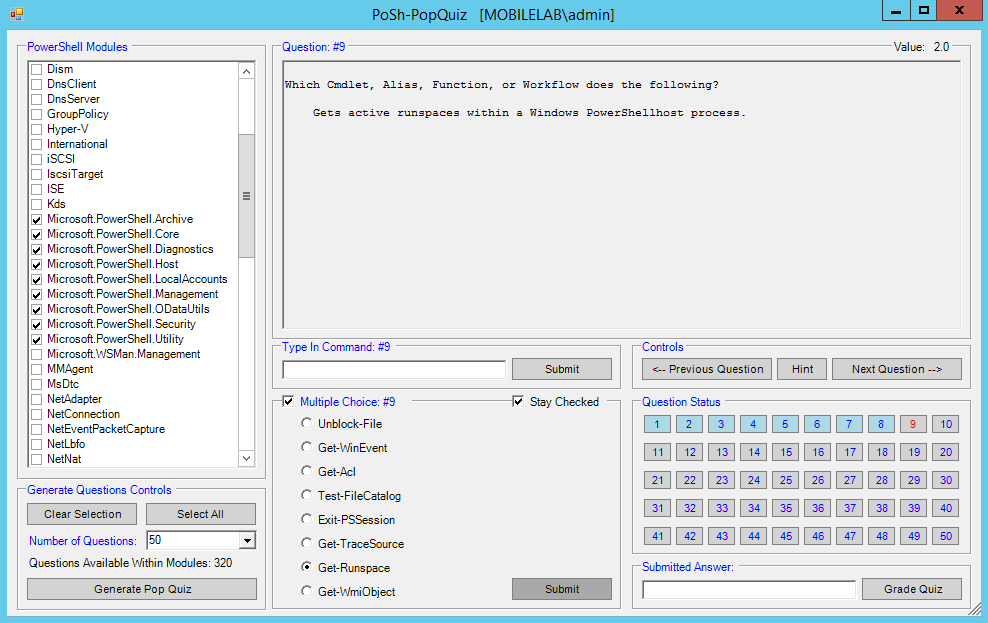 PoSh-PopQuiz   [MOBILELAB\admin]
PowerShell Modules
Dism
DnsClient
DnsServer
GroupPolicy
Hyper-V
International
iSCSI
IscsiTarget
ISE
Kds
Microsoft.PowerShell.Archive
Microsoft.PowerShell.Core
Microsoft.PowerShell.Diagnostics
Microsoft.PowerShell.Host
Microsoft.PowerShell.LocalAccounts
Microsoft.PowerShell.Management
Microsoft.PowerShell.ODataUtils
Microsoft.PowerShell.Security
Microsoft.PowerShell.Utility
Microsoft.WSMan.Management
MMAgent
MsDtc
NetAdapter
NetConnection
NetEventPacketCapture
NetLbfo
NetNat
Generate Questions Controls
Clear Selection Select All
Number of Questions: 50
Questions Available Within Modules: 320
Generate Pop Quiz
Question: #9 Value: 2.0
Which Cmdlet, Alias, Function, or Workflow does the following?
Gets active runspaces within a Windows PowerShellhost process.
Type In Command: #9
Submit
Multiple Choice: #9 Stay Checked
Unblock-File
Get-WinEvent
Get-Acl
Test-FileCatalog
Exit-PSSession
Get-TraceSource
Get-Runspace
Get-WmiObject
Submit
Controls
<-- Previous Question Hint Next Question -->
Question Status
1 2 3 4 5 6 7 8 9 10
11 12 13 14 15 16 17 18 19 20
21 22 23 24 25 26 27 28 29 30
31 32 33 34 35 36 37 38 39 40
41 42 43 44 45 46 47 48 49 50
Submitted Answer:
Grade Quiz